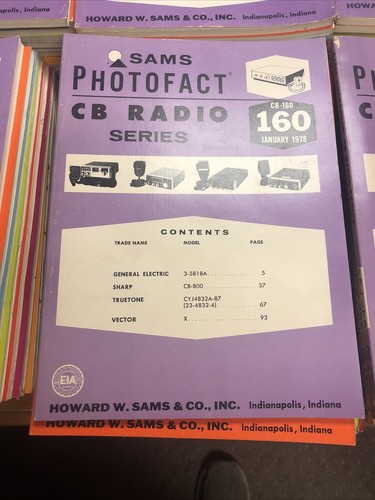 apolis, Indiana
HOWARD W. SAMS & CO., INC. Indianapolis, Indiana
SAMS
PHOTOFACT®
CB RADIO
SERIES
CB-160
160
JANUARY 1978
CONTENTS
TRADE NAME MODEL PAGE
GENERAL ELECTRIC 3-5818A 5
SHARP CB-800 37
TRUETONE CYJ4832A-87
(23-4832-4) 67
VECTOR X 93
EIA
HOWARD W. SAMS & CO., INC. Indianapolis, Indiana
HOWARD W. SAMS & CO., INC. Indianapolis, Indiana
P
C